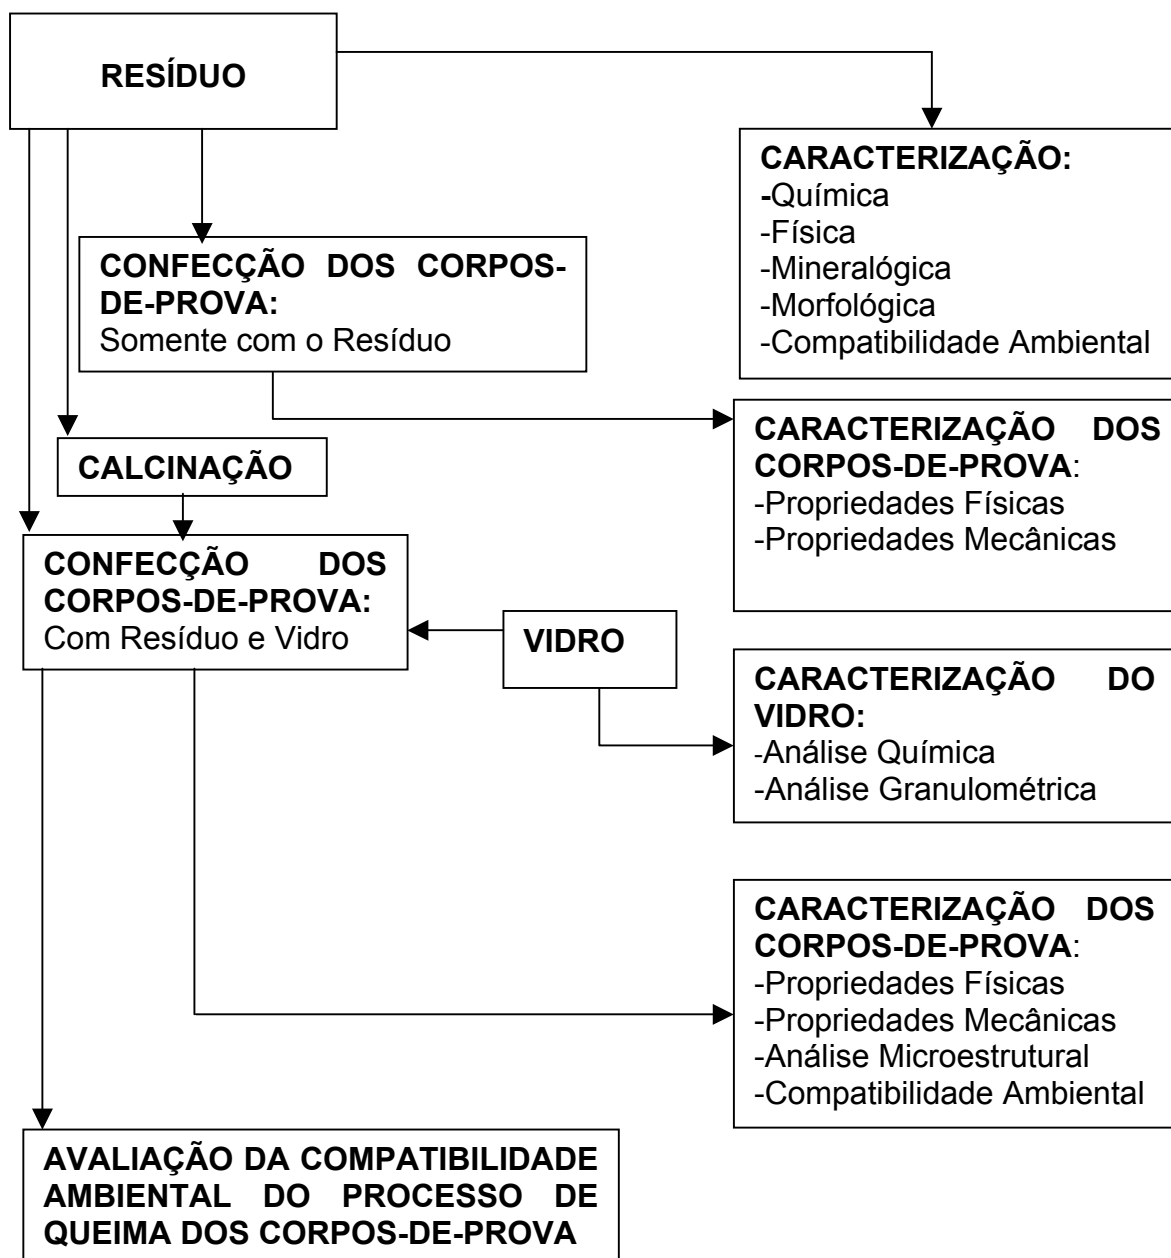 RESÍDUO
CARACTERIZAÇÃO:
-Química
-Física
-Mineralógica
-Morfológica
-Compatibilidade Ambiental
CONFECÇÃO DOS CORPOS-
DE-PROVA:
Somente com o Resíduo
CARACTERIZAÇÃO DOS
CORPOS-DE-PROVA:
-Propriedades Físicas
-Propriedades Mecânicas
CALCINAÇÃO
CONFECÇÃO DOS
CORPOS-DE-PROVA:
Com Resíduo e Vidro
VIDRO
CARACTERIZAÇÃO DO
VIDRO:
-Análise Química
-Análise Granulométrica
CARACTERIZAÇÃO DOS
CORPOS-DE-PROVA:
-Propriedades Físicas
-Propriedades Mecânicas
-Análise Microestrutural
-Compatibilidade Ambiental
AVALIAÇÃO DA COMPATIBILIDADE
AMBIENTAL DO PROCESSO DE
QUEIMA DOS CORPOS-DE-PROVA